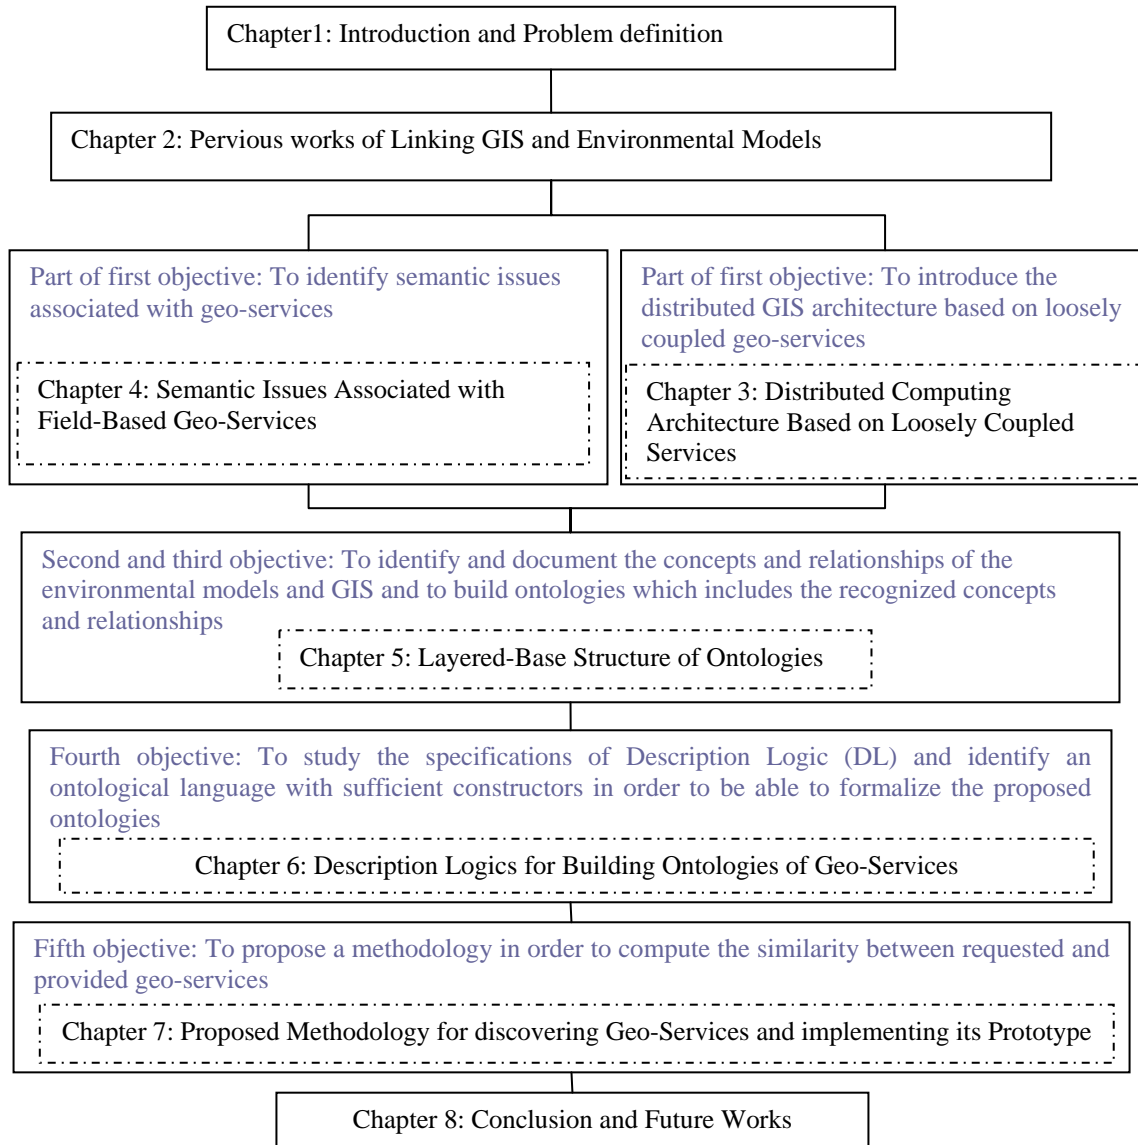 Chapter1: Introduction and Problem definition
Chapter 2: Pervious works of Linking GIS and Environmental Models
Part of first objective: To identify semantic issues
associated with geo-services
Chapter 4: Semantic Issues Associated with
Field-Based Geo-Services
Part of first objective: To introduce the
distributed GIS architecture based on loosely
coupled geo-services
Chapter 3: Distributed Computing
Architecture Based on Loosely Coupled
Services
Second and third objective: To identify and document the concepts and relationships of the
environmental models and GIS and to build ontologies which includes the recognized concepts
and relationships
Chapter 5: Layered-Base Structure of Ontologies
Fourth objective: To study the specifications of Description Logic (DL) and identify an
ontological language with sufficient constructors in order to be able to formalize the proposed
ontologies
Chapter 6: Description Logics for Building Ontologies of Geo-Services
Fifth objective: To propose a methodology in order to compute the similarity between requested and
provided geo-services
Chapter 7: Proposed Methodology for discovering Geo-Services and implementing its Prototype
Chapter 8: Conclusion and Future Works